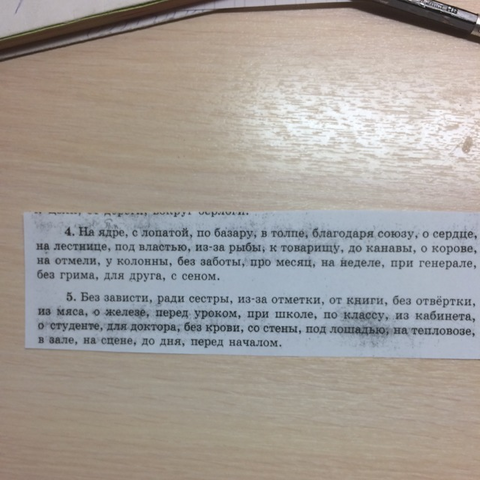 вокруг берлоги.
4. На ядре, с лопатой, по базару, в толпе, благодаря союзу, о сердце,
на лестнице, под властью, из-за рыбы, к товарищу, до канавы, о корове,
на отмели, у колонны, без заботы, про месяц, на неделе, при генерале,
без грима, для друга, с сеном.
5. Без зависти, ради сестры, из-за отметки, от книги, без отвёртки,
из мяса, о железе, перед уроком, при школе, по классу, из кабинета,
о студенте, для доктора, без крови, со стены, под лошадью, на тепловозе,
в зале, на сцене, до дня, перед началом.